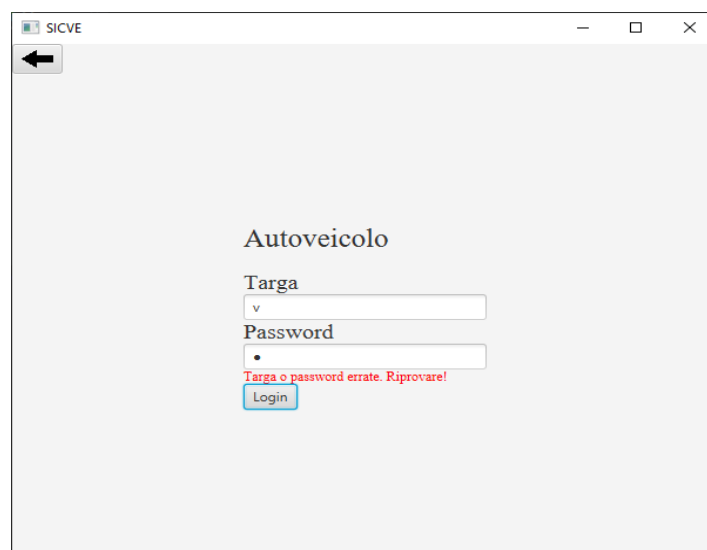 SICVE
Autoveicolo
Targa
v
Password
Targa o password errate. Riprovare!
Login